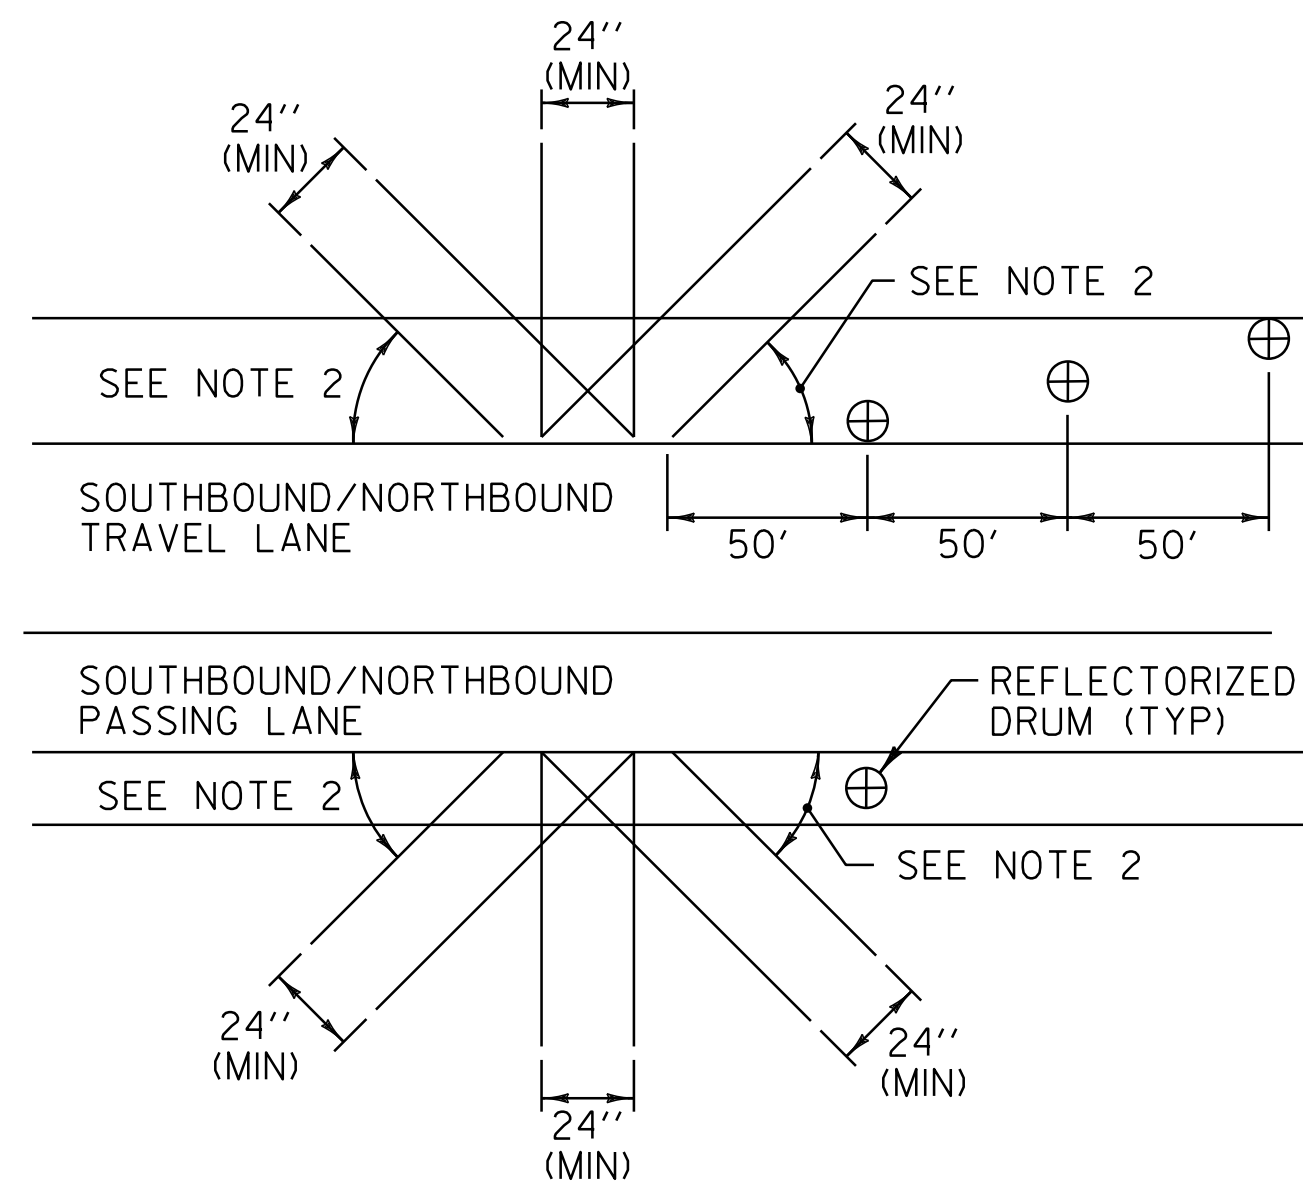 24''
(MIN)
24''
(MIN)
24''
(MIN)
SEE NOTE 2
SEE NOTE 2
SOUTHBOUND/NORTHBOUND
TRAVEL LANE
50'
50'
50'
SOUTHBOUND/NORTHBOUND
PASSING LANE
REFLECTORIZED
DRUM (TYP)
SEE NOTE 2
SEE NOTE 2
24''
(MIN)
24''
(MIN)
24''
(MIN)